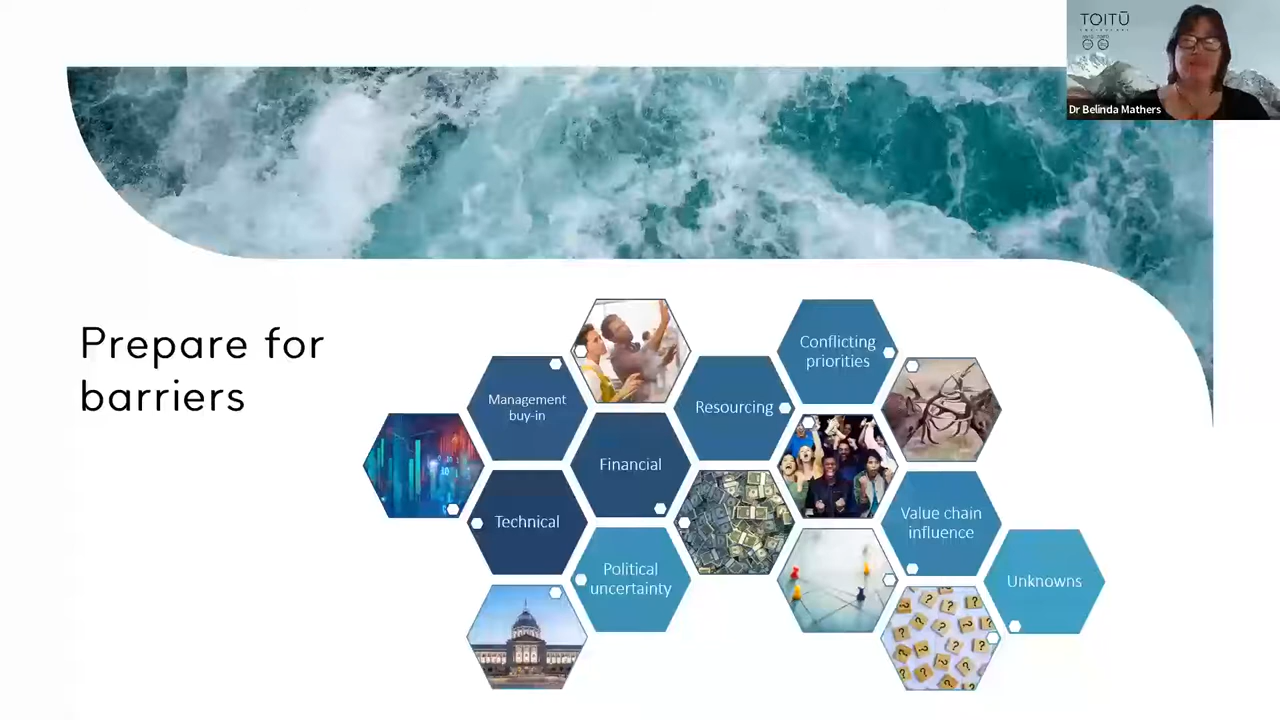 TOITŪ
Dr Belinda Mathers
Prepare for
barriers
Conflicting
priorities
Management
buy-in
Resourcing
Financial
Technical
Value chain
influence
Political
uncertainty
Unknowns